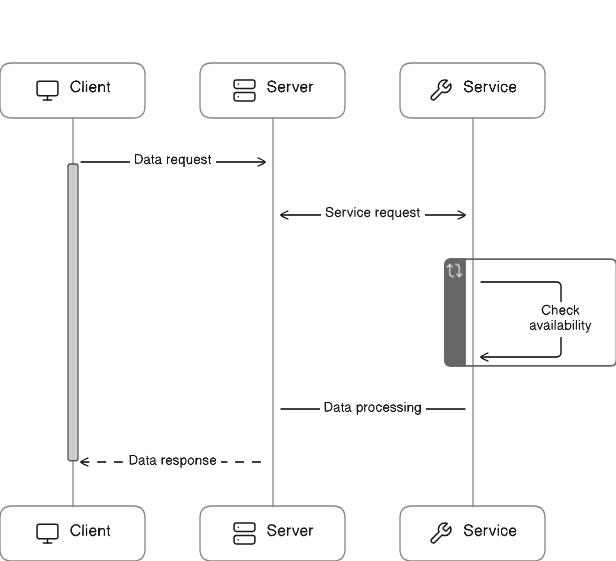 Client
Server
Service
Data request
Service request
Check
availability
Data processing
Data response
Client
Server
Service